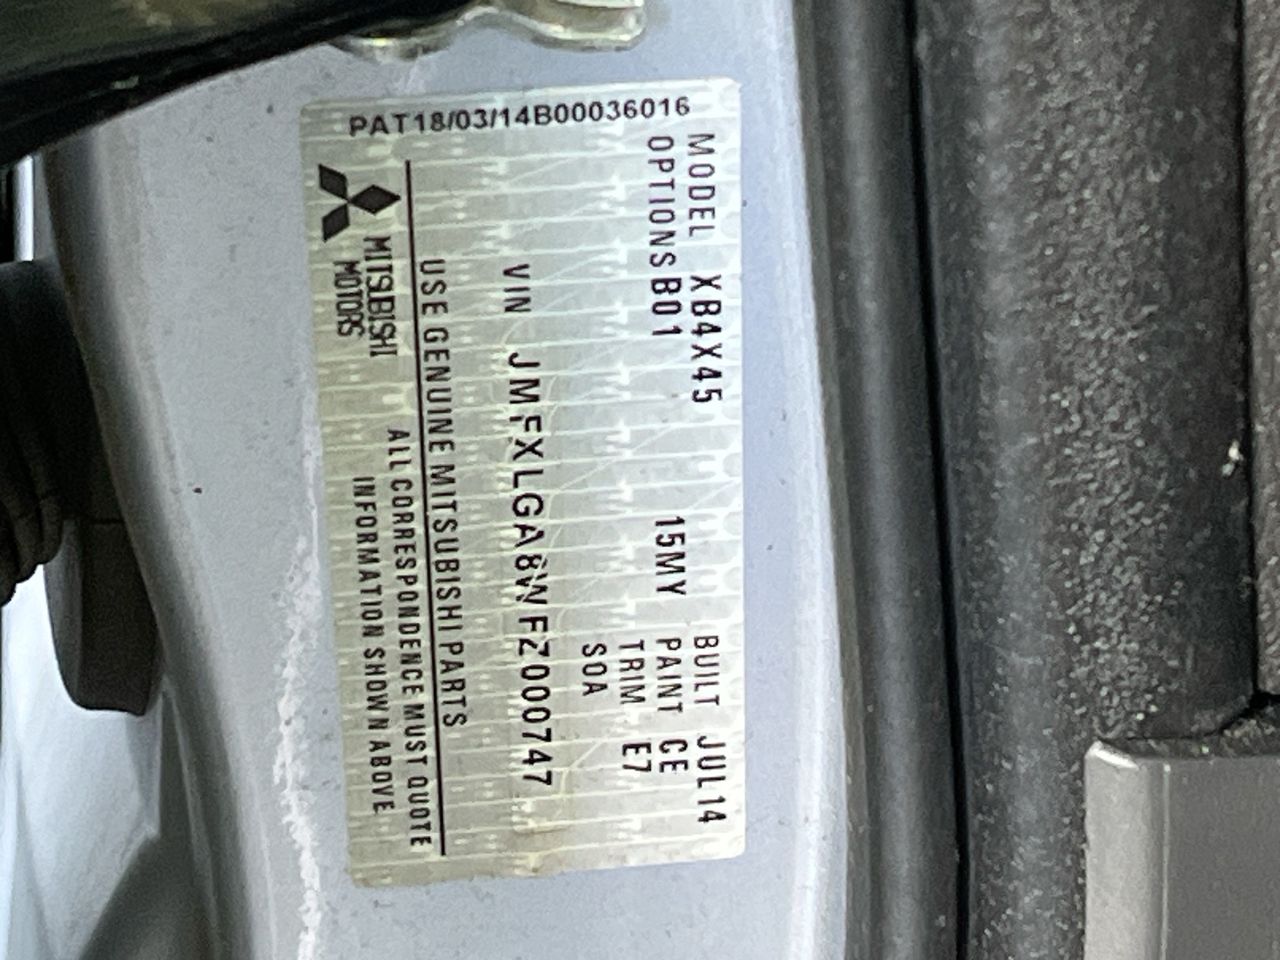 PAT18/03/14B00036016
MODEL XB4X45 BUILT JUL14
OPTIONS B01 15MY PAINT CE
TRIM E7
SOA
VIN JMFXLGA8WFZ000747
USE GENUINE MITSUBISHI PARTS
MITSUBISHI
MOTORS
ALL CORRESPONDENCE MUST QUOTE
INFORMATION SHOWN ABOVE